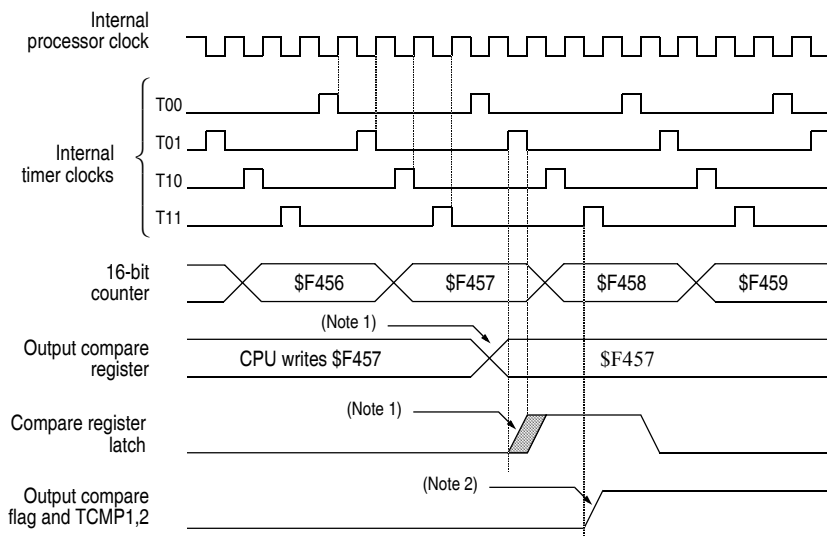 Internal
processor clock
T00
T01
Internal
timer clocks
T10
T11
16-bit
counter
$F456
$F457
$F458
$F459
(Note 1)
Output compare
register
CPU writes $F457
$F457
(Note 1)
Compare register
latch
(Note 2)
Output compare
flag and TCMP1,2